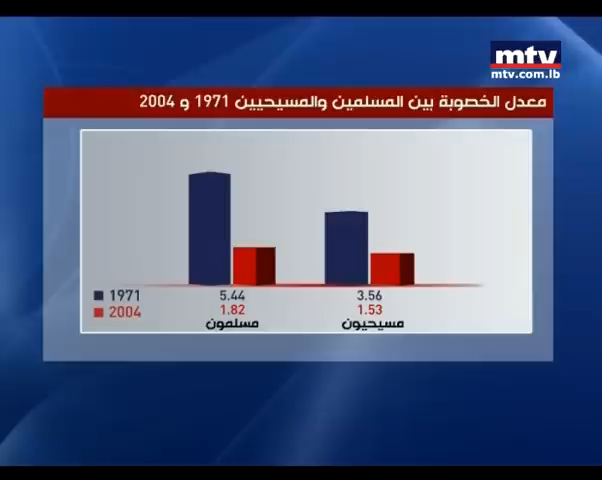 mtv
mtv.com.lb
معدل الخصوبة بين المسلمين والمسيحيين 1971 و 2004
1971 5.44 3.56
2004 1.82 1.53
مسلمون مسيحيون